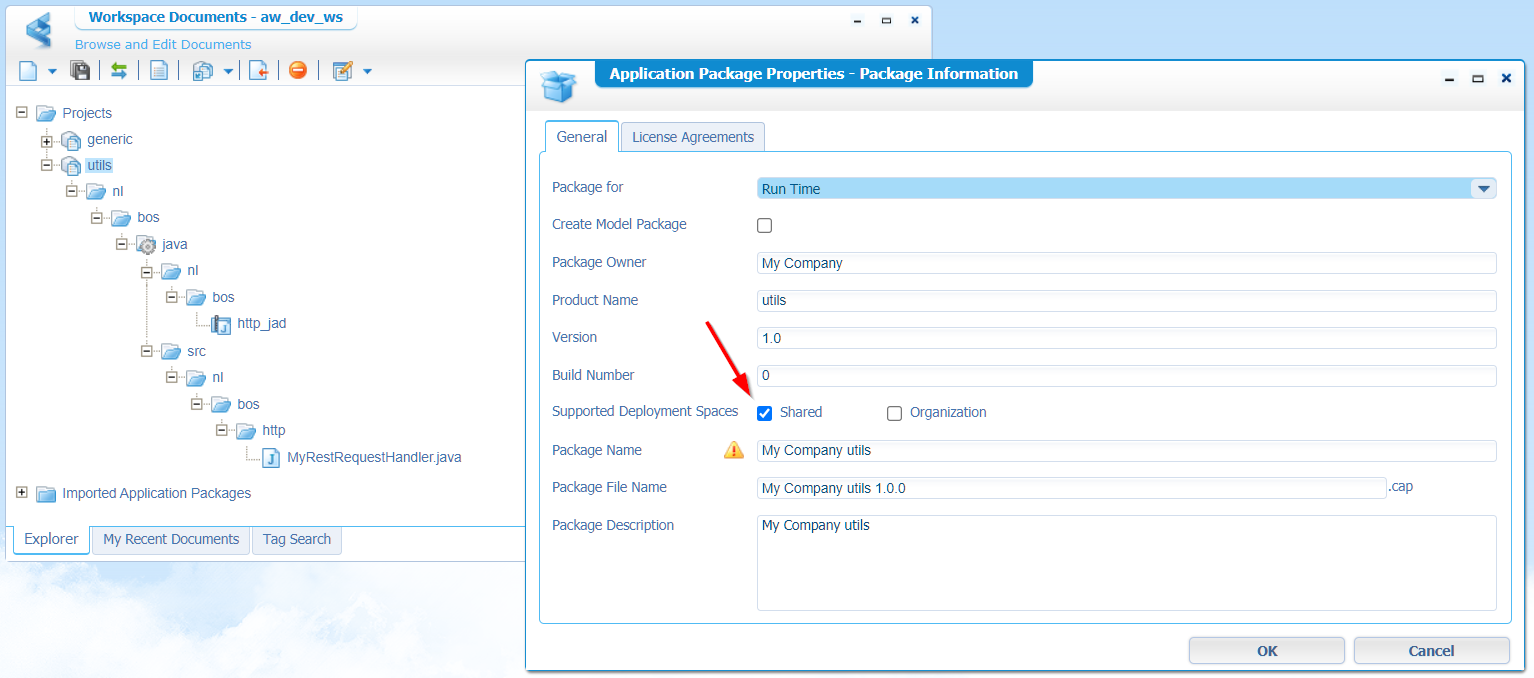 Workspace Documents - aw_dev_ws
Browse and Edit Documents
Projects
generic
utils
nl
bos
java
nl
bos
http_jad
src
nl
bos
http
MyRestRequestHandler.java
Imported Application Packages
Explorer
My Recent Documents
Tag Search
Application Package Properties - Package Information
General
License Agreements
Package for
Run Time
Create Model Package
Package Owner
My Company
Product Name
utils
Version
1.0
Build Number
0
Supported Deployment Spaces
Shared
Organization
Package Name
My Company utils
Package File Name
My Company utils 1.0.0
.cap
Package Description
My Company utils
OK
Cancel